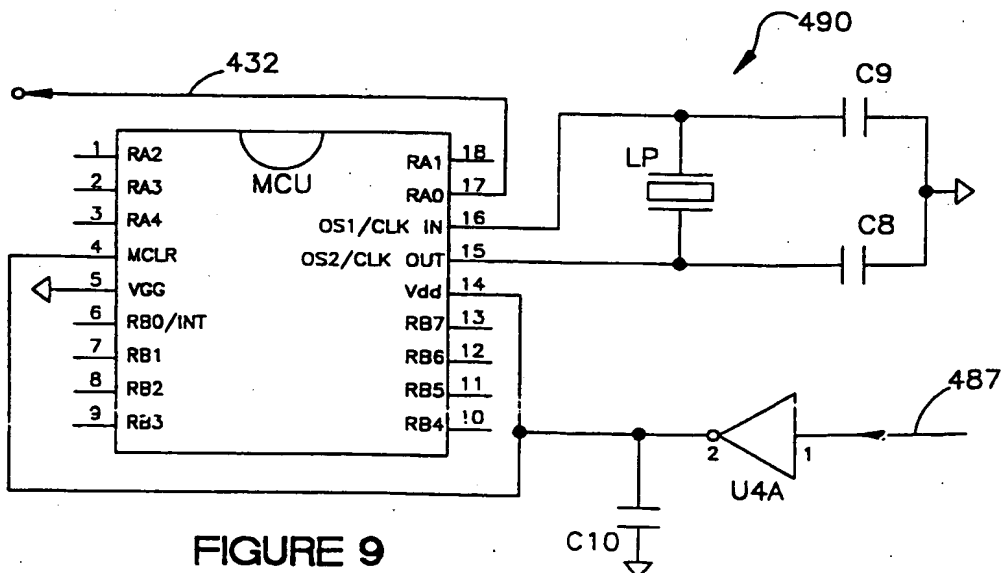 490
432
C9
1 RA2
MCU
RA1 18
2 RA3
RA0 17
LP
3 RA4
OS1/CLK IN 16
4 MCLR
OS2/CLK OUT 15
C8
5 VGG
Vdd 14
6 RB0/INT
RB7 13
7 RB1
RB6 12
8 RB2
RB5 11
9 RB3
RB4 10
487
2
1
U4A
C10
FIGURE 9